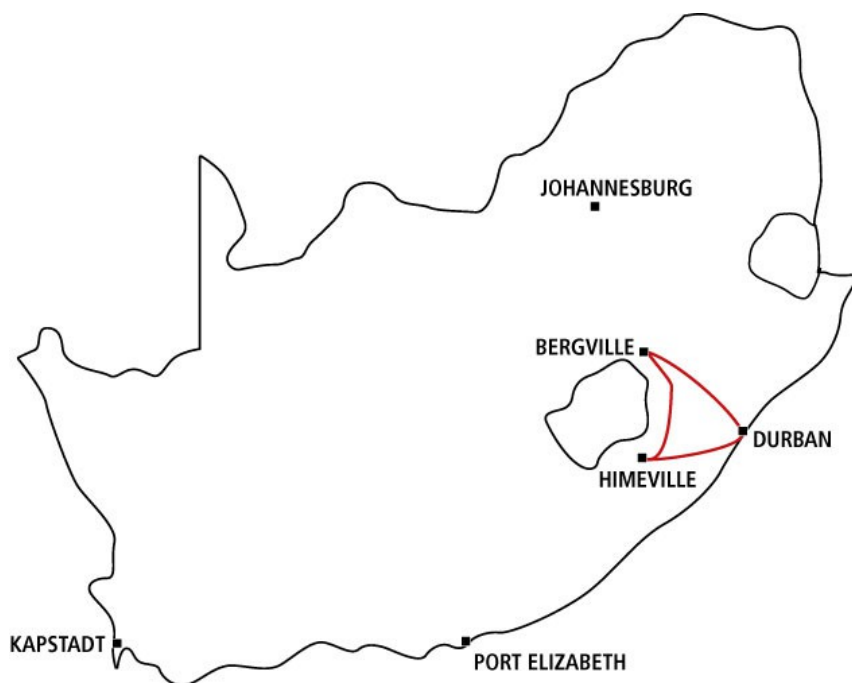 JOHANNESBURG
BERGVILLE
DURBAN
HIMEVILLE
KAPSTADT
PORT ELIZABETH